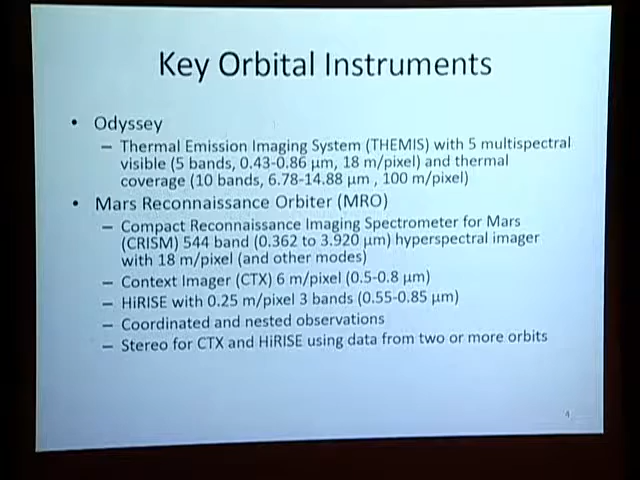 Key Orbital Instruments
• Odyssey
– Thermal Emission Imaging System (THEMIS) with 5 multispectral
visible (5 bands, 0.43-0.86 µm, 18 m/pixel) and thermal
coverage (10 bands, 6.78-14.88 µm , 100 m/pixel)
• Mars Reconnaissance Orbiter (MRO)
– Compact Reconnaissance Imaging Spectrometer for Mars
(CRISM) 544 band (0.362 to 3.920 µm) hyperspectral imager
with 18 m/pixel (and other modes)
– Context Imager (CTX) 6 m/pixel (0.5-0.8 µm)
– HiRISE with 0.25 m/pixel 3 bands (0.55-0.85 µm)
– Coordinated and nested observations
– Stereo for CTX and HiRISE using data from two or more orbits
4